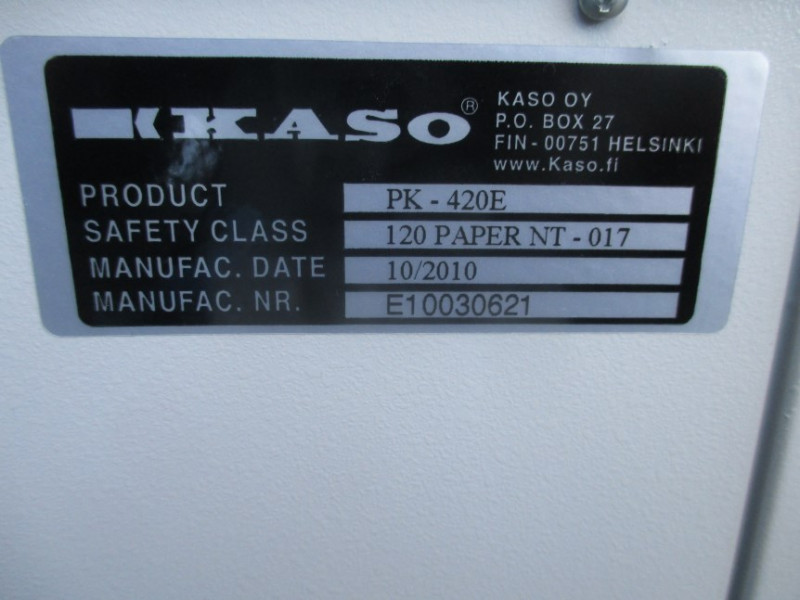 KASO®
KASO OY
P.O. BOX 27
FIN - 00751 HELSINKI
www.Kaso.fi
PRODUCT PK - 420E
SAFETY CLASS 120 PAPER NT - 017
MANUFAC. DATE 10/2010
MANUFAC. NR. E10030621